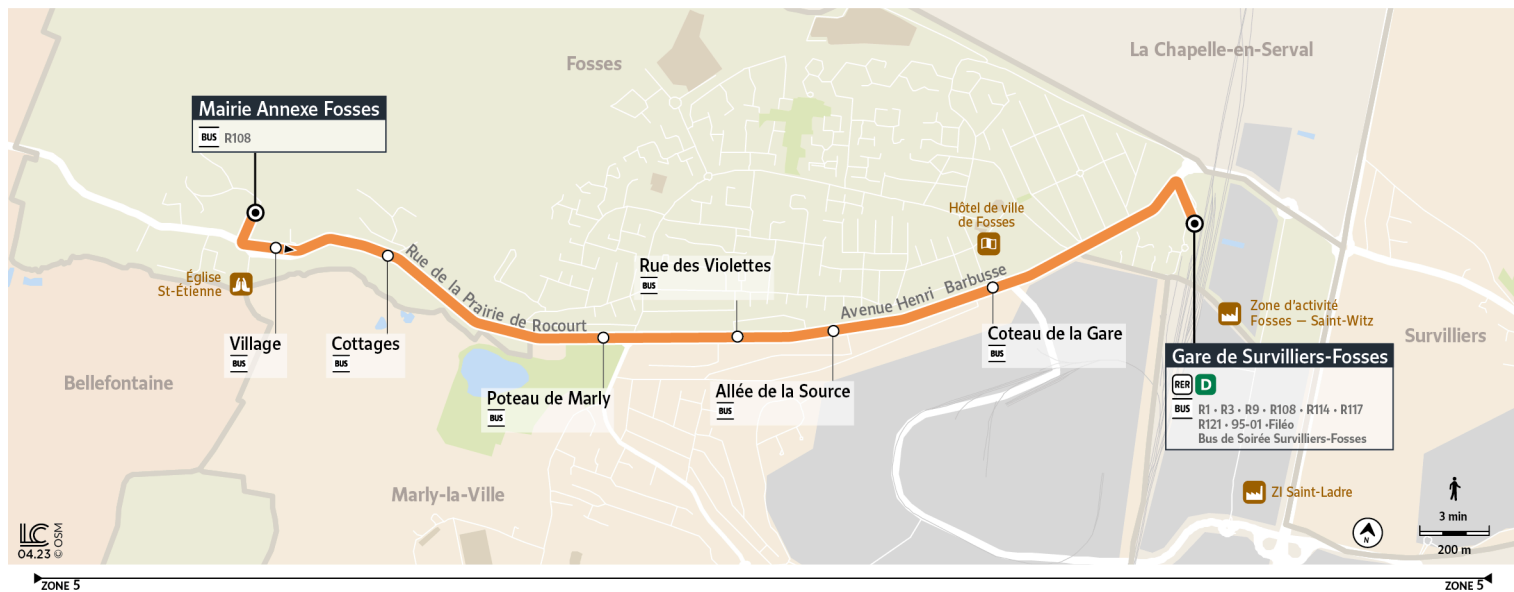 La Chapelle-en-Serval
Fosses
Mairie Annexe Fosses
BUS R108
Hôtel de ville
de Fosses
Rue de la Prairie de Rocourt
Avenue Henri Barbusse
Rue des Violettes
BUS
Église
St-Étienne
Village
BUS
Cottages
BUS
Zone d'activité
Fosses – Saint-Witz
Coteau de la Gare
BUS
Survilliers
Gare de Survilliers-Fosses
RER D
BUS R1 • R3 • R9 • R108 • R114 • R117
R121 • 95-01 •Filéo
Bus de Soirée Survilliers-Fosses
Bellefontaine
Poteau de Marly
BUS
Allée de la Source
BUS
Marly-la-Ville
ZI Saint-Ladre
LC
04.23 © OSM
N
3 min
200 m
ZONE 5
ZONE 5